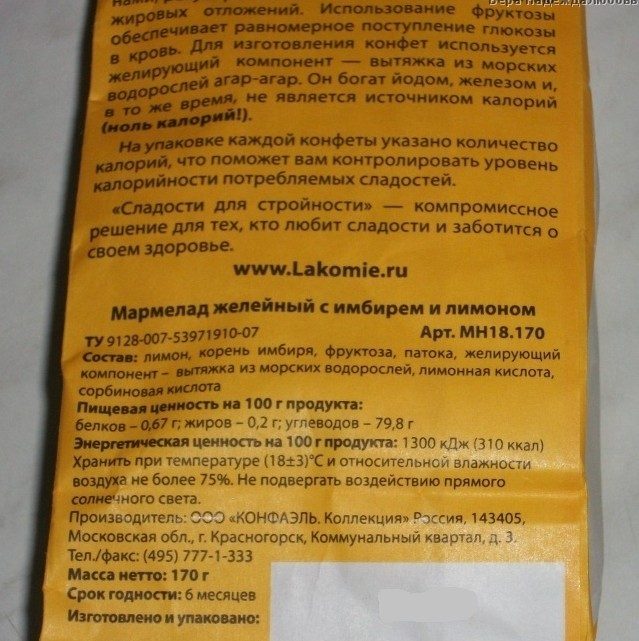 Вера Надеждалюбовь
жировых отложений. Использование фруктозы
обеспечивает равномерное поступление глюкозы
в кровь. Для изготовления конфет используется
желирующий компонент — вытяжка из морских
водорослей агар-агар. Он богат йодом, железом и,
в то же время, не является источником калорий
(ноль калорий!).
На упаковке каждой конфеты указано количество
калорий, что поможет вам контролировать уровень
калорийности потребляемых сладостей.
«Сладости для стройности» — компромиссное
решение для тех, кто любит сладости и заботится о
своем здоровье.
www.Lakomie.ru
Мармелад желейный с имбирем и лимоном
ТУ 9128-007-53971910-07 Арт. МН18.170
Состав: лимон, корень имбиря, фруктоза, патока, желирующий
компонент – вытяжка из морских водорослей, лимонная кислота,
сорбиновая кислота
Пищевая ценность на 100 г продукта:
белков – 0,67 г; жиров – 0,2 г; углеводов – 79,8 г
Энергетическая ценность на 100 г продукта: 1300 кДж (310 ккал)
Хранить при температуре (18±3)°С и относительной влажности
воздуха не более 75%. Не подвергать воздействию прямого
солнечного света.
Производитель: ООО «КОНФАЭЛЬ. Коллекция» Россия, 143405,
Московская обл., г. Красногорск, Коммунальный квартал, д. 3.
Тел./факс: (495) 777-1-333
Масса нетто: 170 г
Срок годности: 6 месяцев
Изготовлено и упаковано: